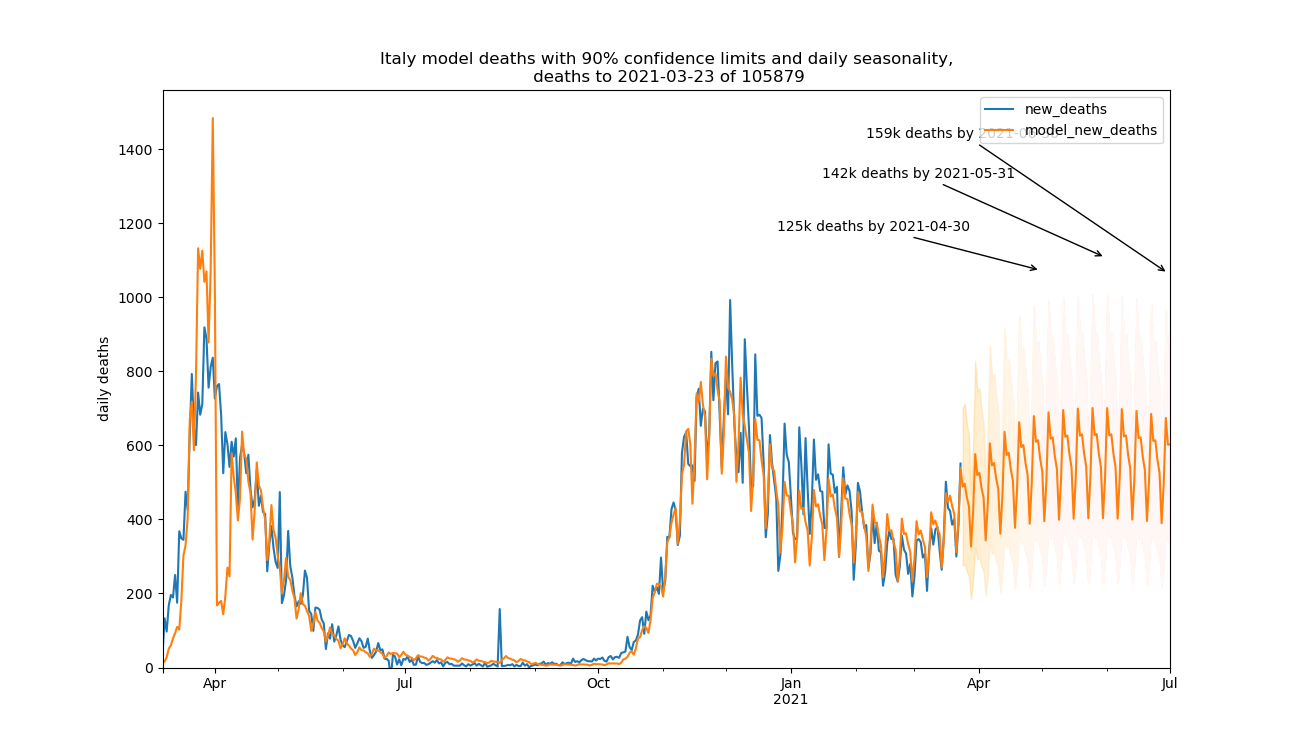 Italy model deaths with 90% confidence limits and daily seasonality,
deaths to 2021-03-23 of 105879
new_deaths
model_new_deaths
159k deaths by
142k deaths by 2021-05-31
125k deaths by 2021-04-30
daily deaths
1400
1200
1000
800
600
400
200
0
Apr
Jul
Oct
Jan
2021
Apr
Jul